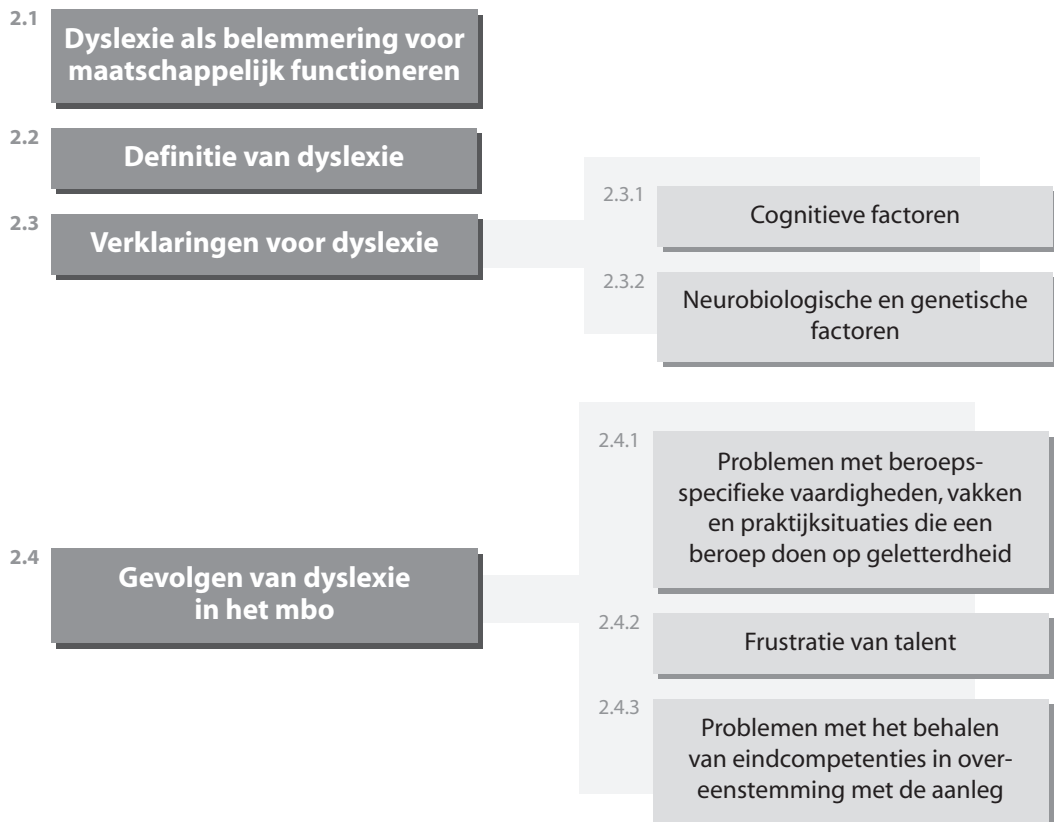 2.1
Dyslexie als belemmering voor
maatschappelijk functioneren
2.2
Definitie van dyslexie
2.3
Verklaringen voor dyslexie
2.3.1
Cognitieve factoren
2.3.2
Neurobiologische en genetische
factoren
2.4
Gevolgen van dyslexie
in het mbo
2.4.1
Problemen met beroeps-
specifieke vaardigheden, vakken
en praktijksituaties die een
beroep doen op geletterdheid
2.4.2
Frustratie van talent
2.4.3
Problemen met het behalen
van eindcompetenties in over-
eenstemming met de aanleg